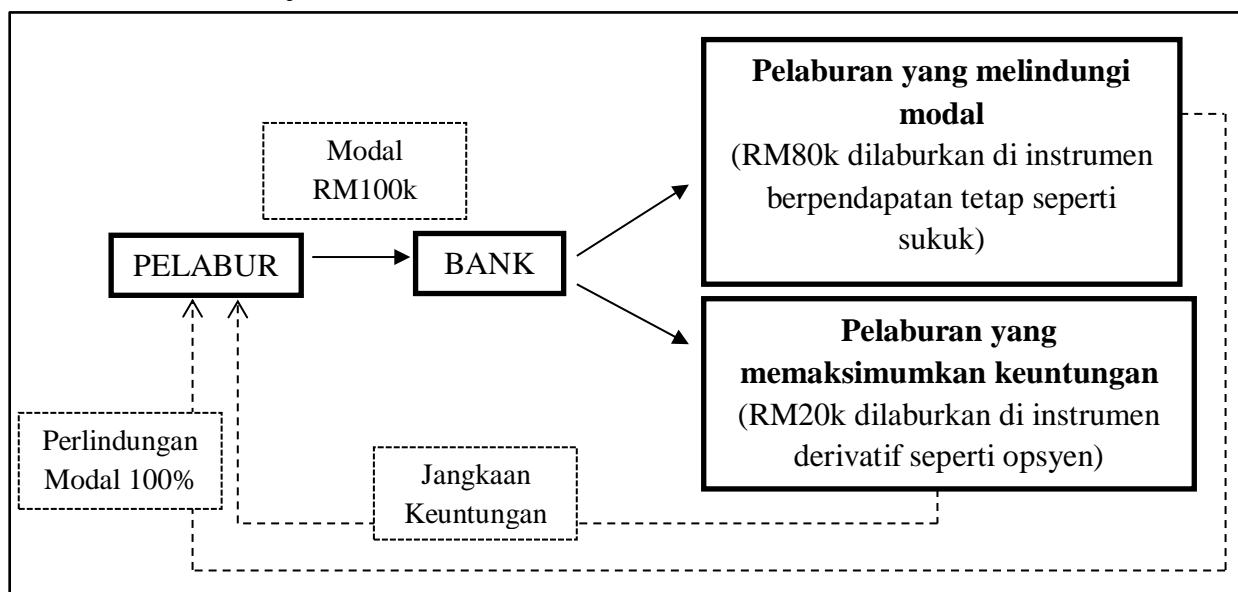 Pelaburan yang melindungi
modal
(RM80k dilaburkan di instrumen
berpendapatan tetap seperti
sukuk)
Modal
RM100k
PELABUR
BANK
Pelaburan yang
memaksimumkan keuntungan
(RM20k dilaburkan di instrumen
derivatif seperti opsyen)
Perlindungan
Modal 100%
Jangkaan
Keuntungan